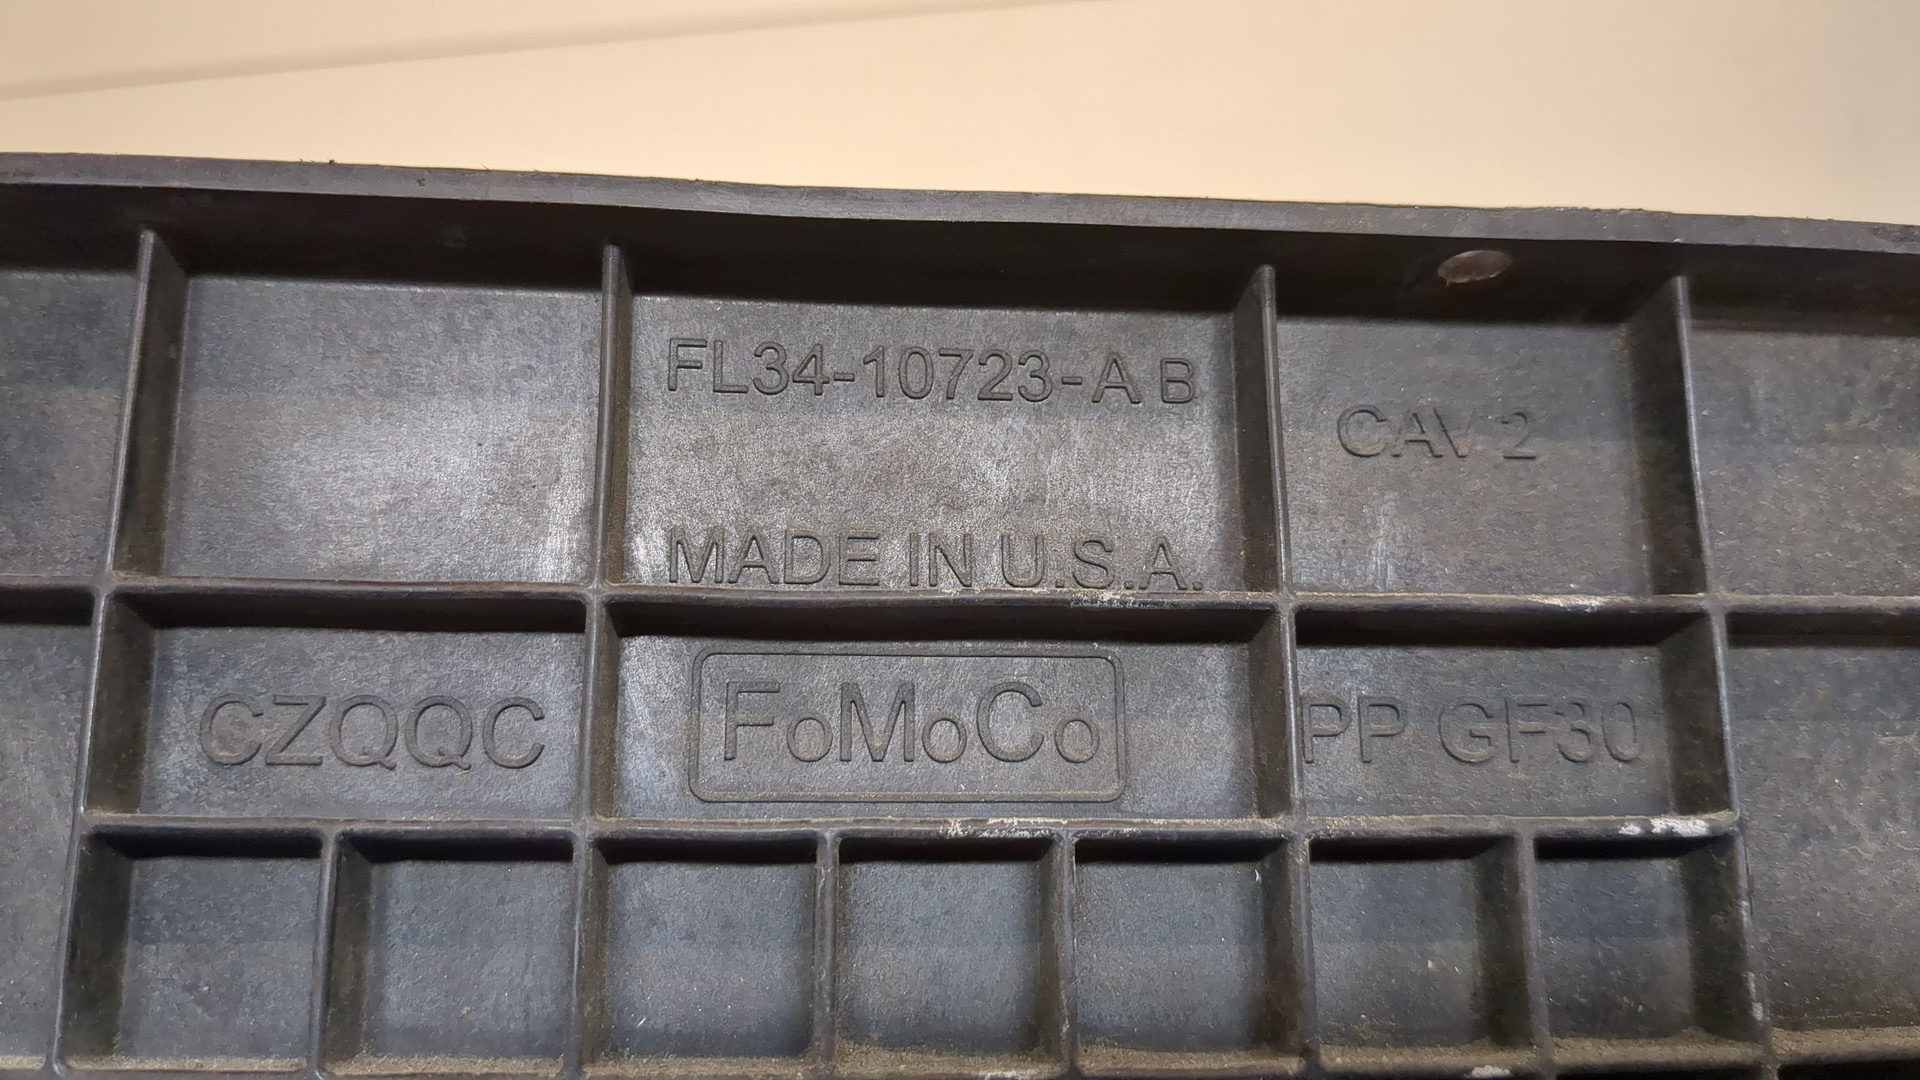 FL34-10723-AB
CAV 2
MADE IN U.S.A.
CZQQC
FoMoCo
PP GF30